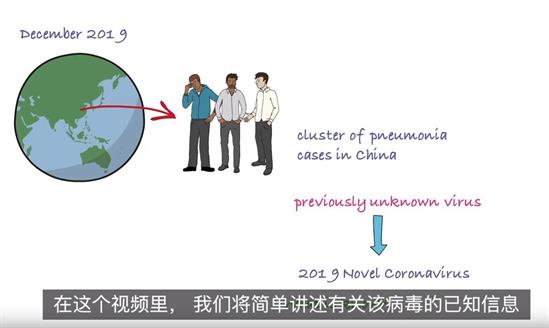 December 2019
cluster of pneumonia
cases in China
previously unknown virus
2019 Novel Coronavirus
在这个视频里， 我们将简单讲述有关该病毒的已知信息